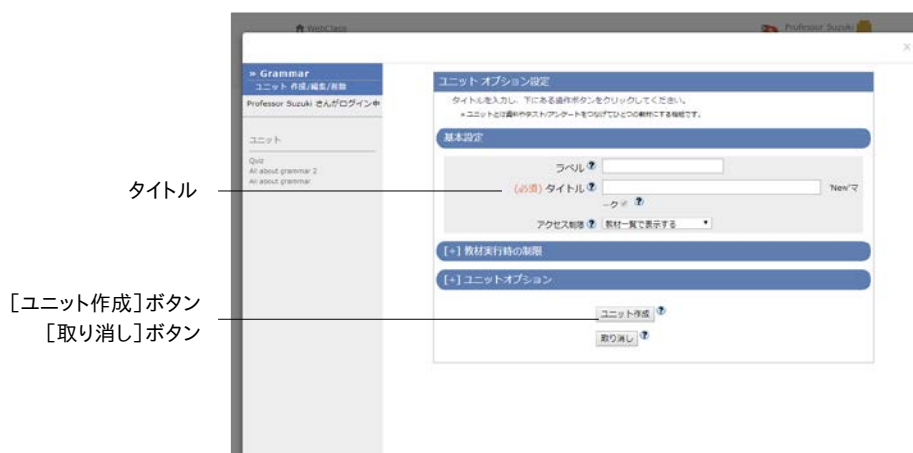 WebClass
Professor Suzuki
×
» Grammar
ユニット 作成/編集/削除
Professor Suzuki さんがログイン中
ユニット
Quiz
All about grammar 2
All about grammar
ユニット オプション設定
タイトルを入力し、下にある操作ボタンをクリックしてください。
» ユニットとは資料やテスト/アンケートをつなげてひとつの教材にする機能です。
基本設定
ラベル ?
タイトル
(必須) タイトル ? 'New'マ
ーク ?
アクセス制限 ? 教材一覧で表示する
[+] 教材実行時の制限
[+] ユニットオプション
[ユニット作成]ボタン
[取り消し]ボタン
ユニット作成 ?
取り消し ?